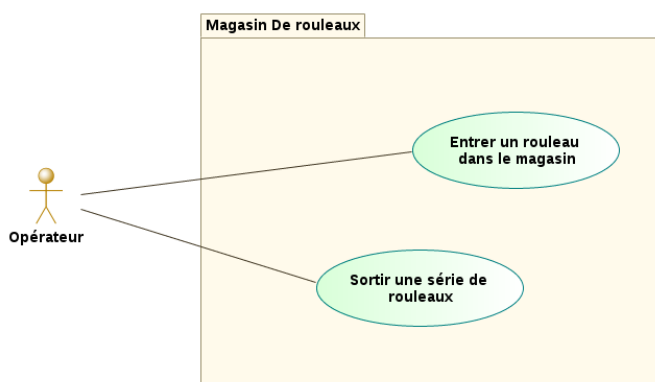 Magasin De rouleaux
Entrer un rouleau
dans le magasin
Opérateur
Sortir une série de
rouleaux